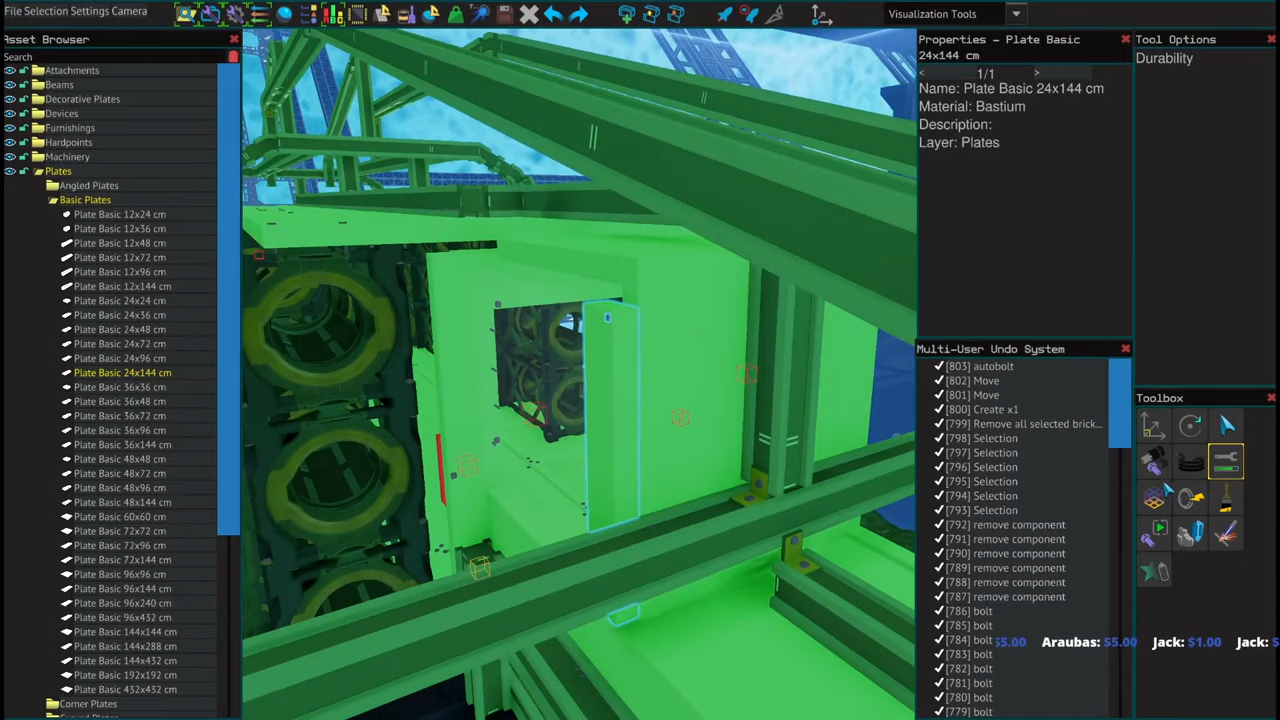 File Selection Settings Camera
Visualization Tools
Asset Browser
Search
Attachments
Beams
Decorative Plates
Devices
Furnishings
Hardpoints
Machinery
Plates
Angled Plates
Basic Plates
Plate Basic 12x24 cm
Plate Basic 12x36 cm
Plate Basic 12x48 cm
Plate Basic 12x72 cm
Plate Basic 12x96 cm
Plate Basic 12x144 cm
Plate Basic 24x24 cm
Plate Basic 24x36 cm
Plate Basic 24x48 cm
Plate Basic 24x72 cm
Plate Basic 24x96 cm
Plate Basic 24x144 cm
Plate Basic 36x36 cm
Plate Basic 36x48 cm
Plate Basic 36x72 cm
Plate Basic 36x96 cm
Plate Basic 36x144 cm
Plate Basic 48x48 cm
Plate Basic 48x72 cm
Plate Basic 48x96 cm
Plate Basic 48x144 cm
Plate Basic 60x60 cm
Plate Basic 72x72 cm
Plate Basic 72x96 cm
Plate Basic 72x144 cm
Plate Basic 96x96 cm
Plate Basic 96x144 cm
Plate Basic 96x240 cm
Plate Basic 96x432 cm
Plate Basic 144x144 cm
Plate Basic 144x288 cm
Plate Basic 144x432 cm
Plate Basic 192x192 cm
Plate Basic 432x432 cm
Corner Plates
Properties - Plate Basic
24x144 cm
< 1/1 >
Name: Plate Basic 24x144 cm
Material: Bastium
Description:
Layer: Plates
Tool Options
Durability
Multi-User Undo System
[803] autobolt
[802] Move
[801] Move
[800] Create x1
[799] Remove all selected brick...
[798] Selection
[797] Selection
[796] Selection
[795] Selection
[794] Selection
[793] Selection
[792] remove component
[791] remove component
[790] remove component
[789] remove component
[788] remove component
[787] remove component
[786] bolt
[785] bolt
[784] bolt
[783] bolt
[782] bolt
[781] bolt
[780] bolt
[779] bolt
Toolbox
$5.00 Araubas: $5.00 Jack: $1.00 Jack: